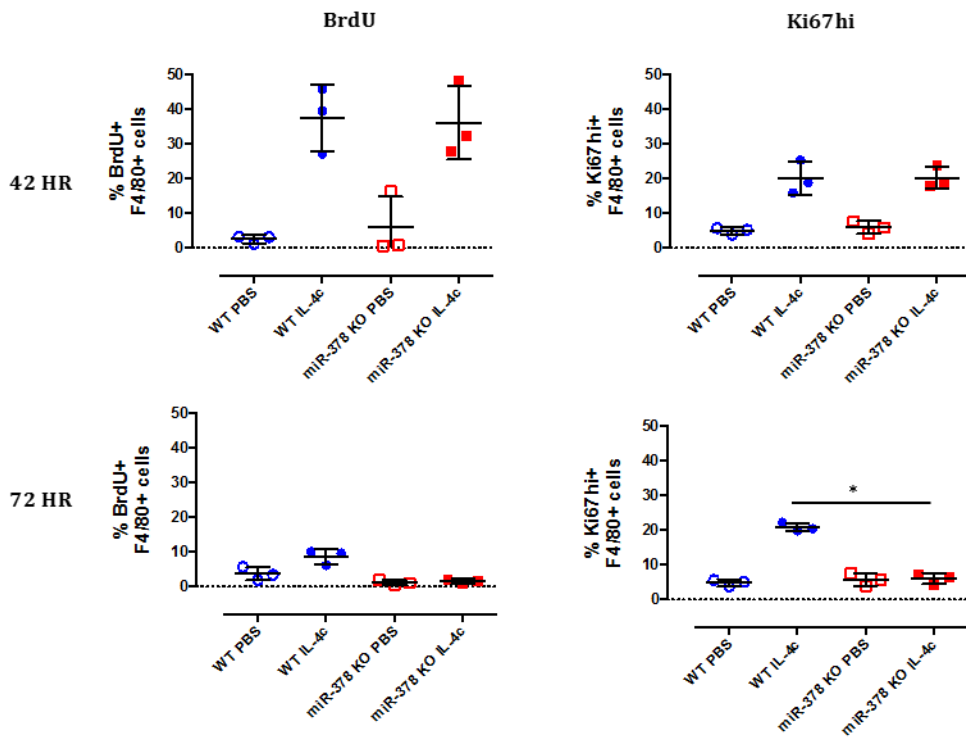 BrdU
Ki67hi
42 HR
% BrdU+
F4/80+ cells
50
40
30
20
10
0
WT PBS
WT IL-4c
miR-378 KO PBS
miR-378 KO IL-4c
% Ki67hi+
F4/80+ cells
50
40
30
20
10
0
WT PBS
WT IL-4c
miR-378 KO PBS
miR-378 KO IL-4c
72 HR
% BrdU+
F4/80+ cells
50
40
30
20
10
0
WT PBS
WT IL-4c
miR-378 KO PBS
miR-378 KO IL-4c
% Ki67hi+
F4/80+ cells
50
40
30
20
10
0
*
WT PBS
WT IL-4c
miR-378 KO PBS
miR-378 KO IL-4c